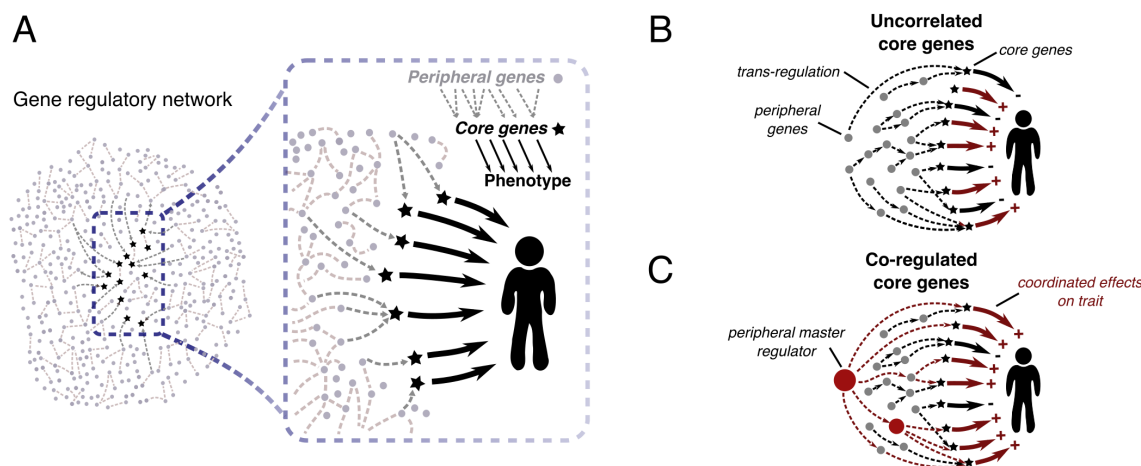 A
Gene regulatory network
Peripheral genes
Core genes
Phenotype
B
Uncorrelated
core genes
core genes
trans-regulation
peripheral
genes
-
+
-
+
+
-
+
-
+
C
Co-regulated
core genes
coordinated effects
on trait
peripheral master
regulator
+
+
-
+
+
-
+
+
+